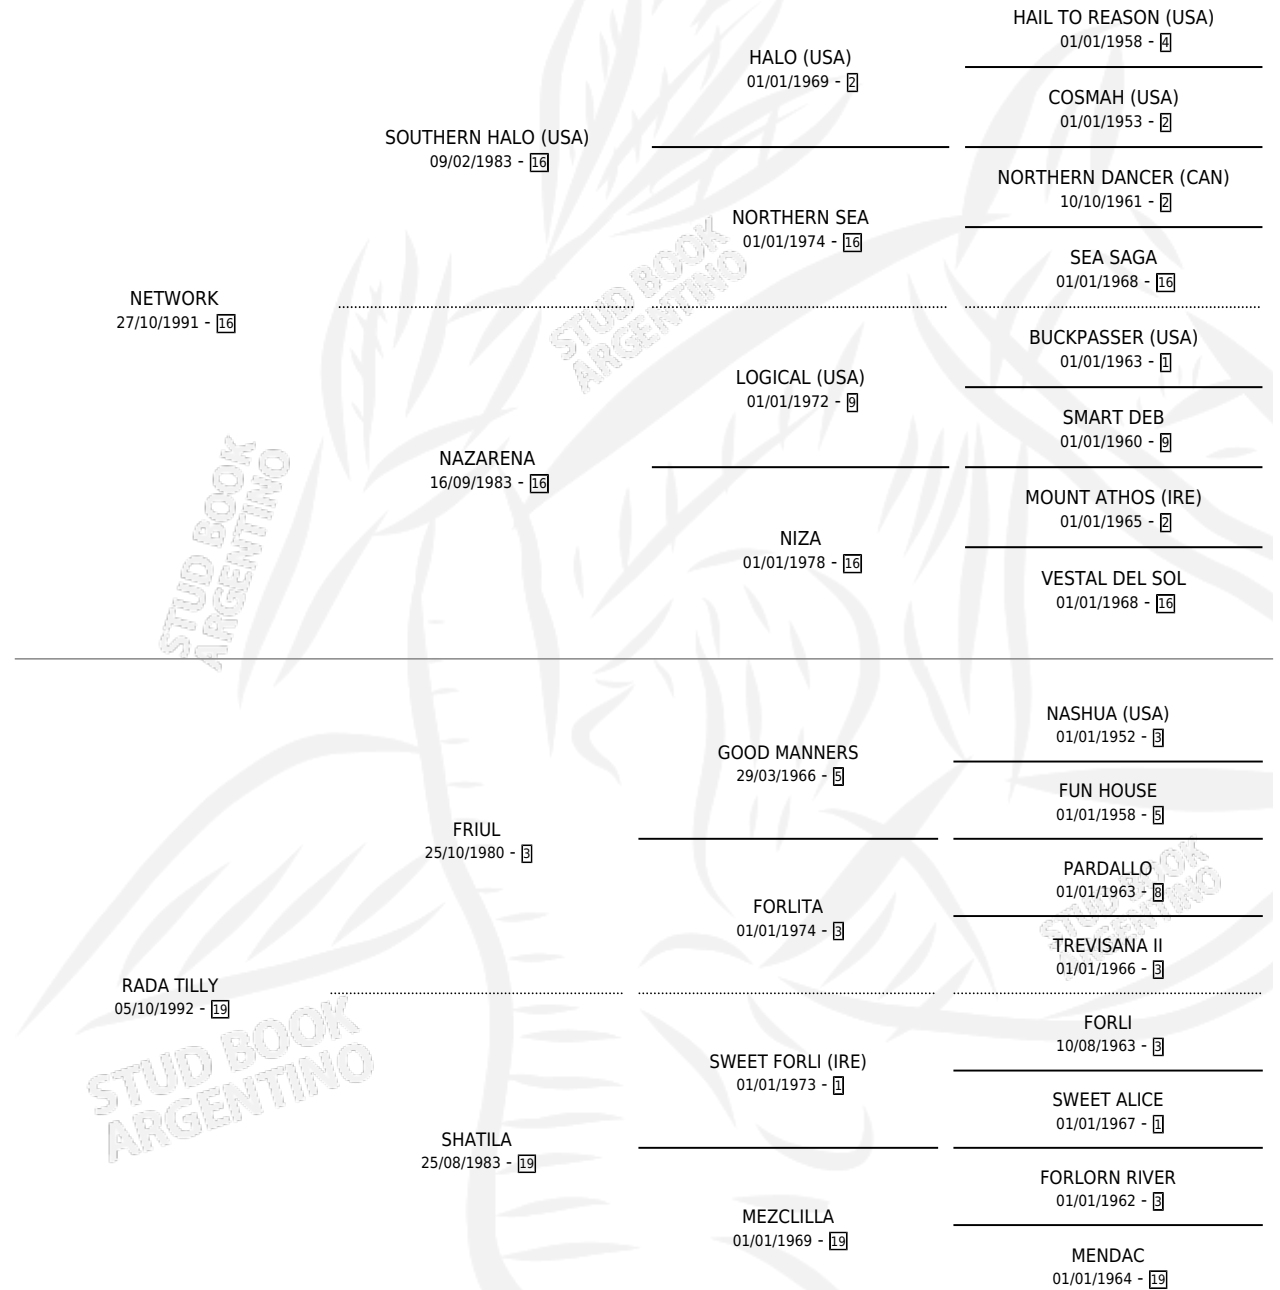 HAIL TO REASON (USA)
01/01/1958 - 4
HALO (USA)
01/01/1969 - 2
COSMAH (USA)
01/01/1953 - 2
SOUTHERN HALO (USA)
09/02/1983 - 16
NORTHERN DANCER (CAN)
10/10/1961 - 2
NORTHERN SEA
01/01/1974 - 16
SEA SAGA
01/01/1968 - 16
NETWORK
27/10/1991 - 16
STUD BOOK
ARGENTINO
BUCKPASSER (USA)
01/01/1963 - 1
LOGICAL (USA)
01/01/1972 - 9
SMART DEB
01/01/1960 - 9
NAZARENA
16/09/1983 - 16
MOUNT ATHOS (IRE)
01/01/1965 - 2
NIZA
01/01/1978 - 16
VESTAL DEL SOL
01/01/1968 - 16
STUD BOOK
ARGENTINO
NASHUA (USA)
01/01/1952 - 3
GOOD MANNERS
29/03/1966 - 5
FUN HOUSE
01/01/1958 - 5
FRIUL
25/10/1980 - 3
PARDALLO
01/01/1963 - 8
FORLITA
01/01/1974 - 3
STUD BOOK
ARGENTINO
TREVISANA II
01/01/1966 - 3
RADA TILLY
05/10/1992 - 19
STUD BOOK
ARGENTINO
FORLI
10/08/1963 - 3
SWEET FORLI (IRE)
01/01/1973 - 1
SWEET ALICE
01/01/1967 - 1
SHATILA
25/08/1983 - 19
FORLORN RIVER
01/01/1962 - 3
MEZCLILLA
01/01/1969 - 19
MENDAC
01/01/1964 - 19